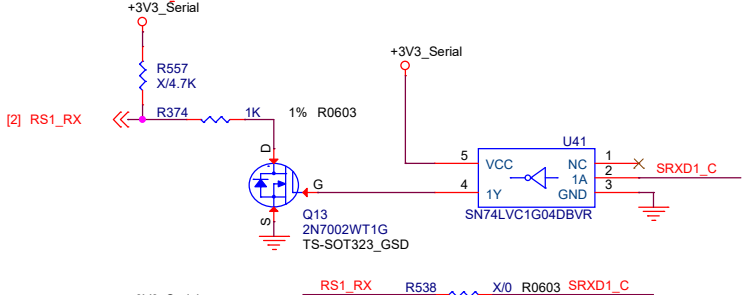 +3V3_Serial
R557
X/4.7K
+3V3_Serial
[2] RS1_RX
R374 1K 1% R0603
D
G
S
Q13
2N7002WT1G
TS-SOT323_GSD
U41
5 VCC NC 1
1A 2 SRXD1_C
4 1Y GND 3
SN74LVC1G04DBVR
RS1_RX R538 X/0 R0603 SRXD1_C